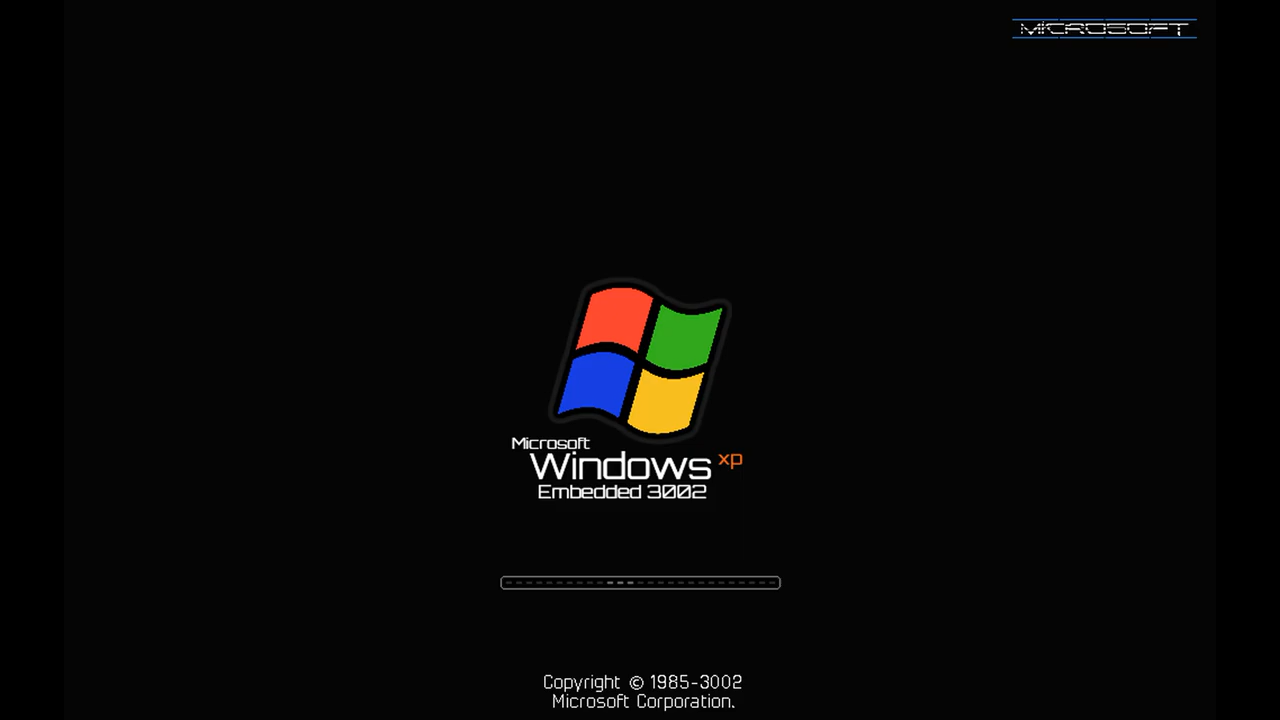 MICROSOFT
Microsoft
Windows xp
Embedded 3002
Copyright © 1985-3002
Microsoft Corporation.